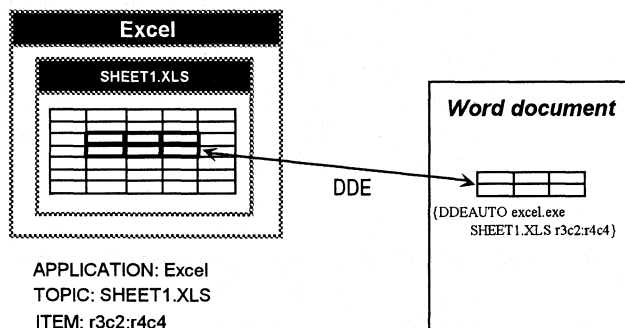 Excel
SHEET1.XLS
Word document
DDE
{DDEAUTO excel.exe
SHEET1.XLS r3c2:r4c4}
APPLICATION: Excel
TOPIC: SHEET1.XLS
ITEM: r3c2:r4c4